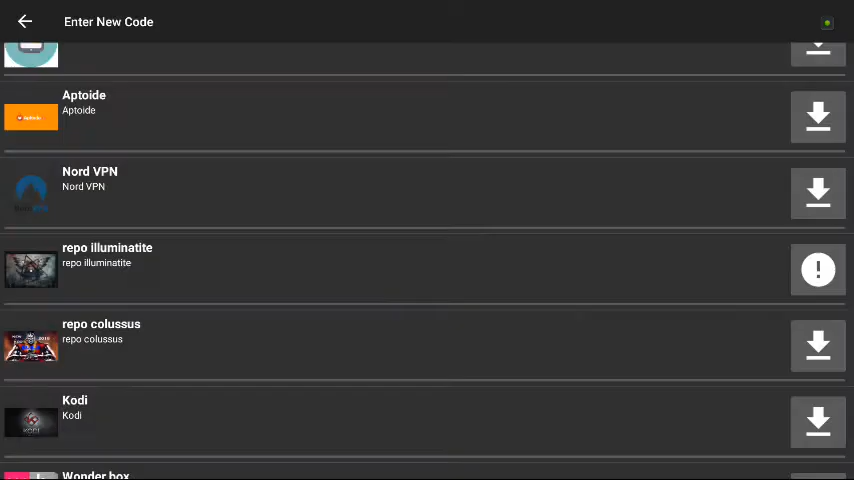 Enter New Code
Aptoide
Aptoide
Nord VPN
Nord VPN
repo illuminatite
repo illuminatite
repo colussus
repo colussus
Kodi
Kodi
Wonder box